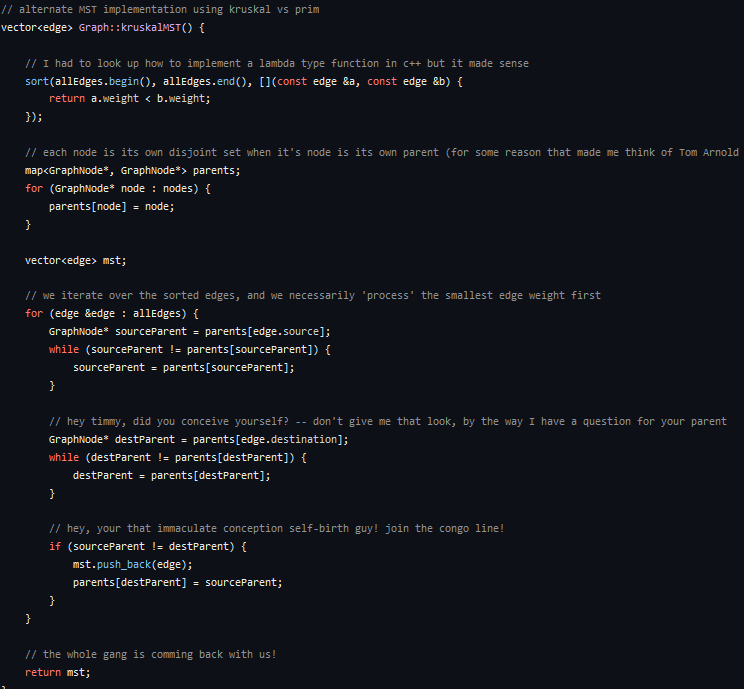 // alternate MST implementation using kruskal vs prim
vector<edge> Graph::kruskalMST() {
// I had to look up how to implement a lambda type function in c++ but it made sense
sort(allEdges.begin(), allEdges.end(), [](const edge &a, const edge &b) {
return a.weight < b.weight;
});
// each node is its own disjoint set when it's node is its own parent (for some reason that made me think of Tom Arnold
map<GraphNode*, GraphNode*> parents;
for (GraphNode* node : nodes) {
parents[node] = node;
}
vector<edge> mst;
// we iterate over the sorted edges, and we necessarily 'process' the smallest edge weight first
for (edge &edge : allEdges) {
GraphNode* sourceParent = parents[edge.source];
while (sourceParent != parents[sourceParent]) {
sourceParent = parents[sourceParent];
}
// hey timmy, did you conceive yourself? -- don't give me that look, by the way I have a question for your parent
GraphNode* destParent = parents[edge.destination];
while (destParent != parents[destParent]) {
destParent = parents[destParent];
}
// hey, your that immaculate conception self-birth guy! join the congo line!
if (sourceParent != destParent) {
mst.push_back(edge);
parents[destParent] = sourceParent;
}
}
// the whole gang is comming back with us!
return mst;